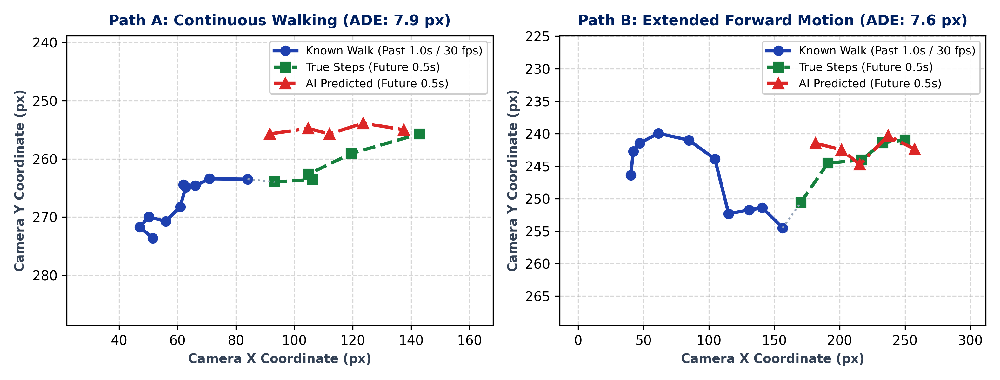 Path A: Continuous Walking (ADE: 7.9 px)
Known Walk (Past 1.0s / 30 fps)
True Steps (Future 0.5s)
AI Predicted (Future 0.5s)
Camera Y Coordinate (px)
240
250
260
270
280
40 60 80 100 120 140 160
Camera X Coordinate (px)
Path B: Extended Forward Motion (ADE: 7.6 px)
Known Walk (Past 1.0s / 30 fps)
True Steps (Future 0.5s)
AI Predicted (Future 0.5s)
Camera Y Coordinate (px)
225
230
235
240
245
250
255
260
265
0 50 100 150 200 250 300
Camera X Coordinate (px)